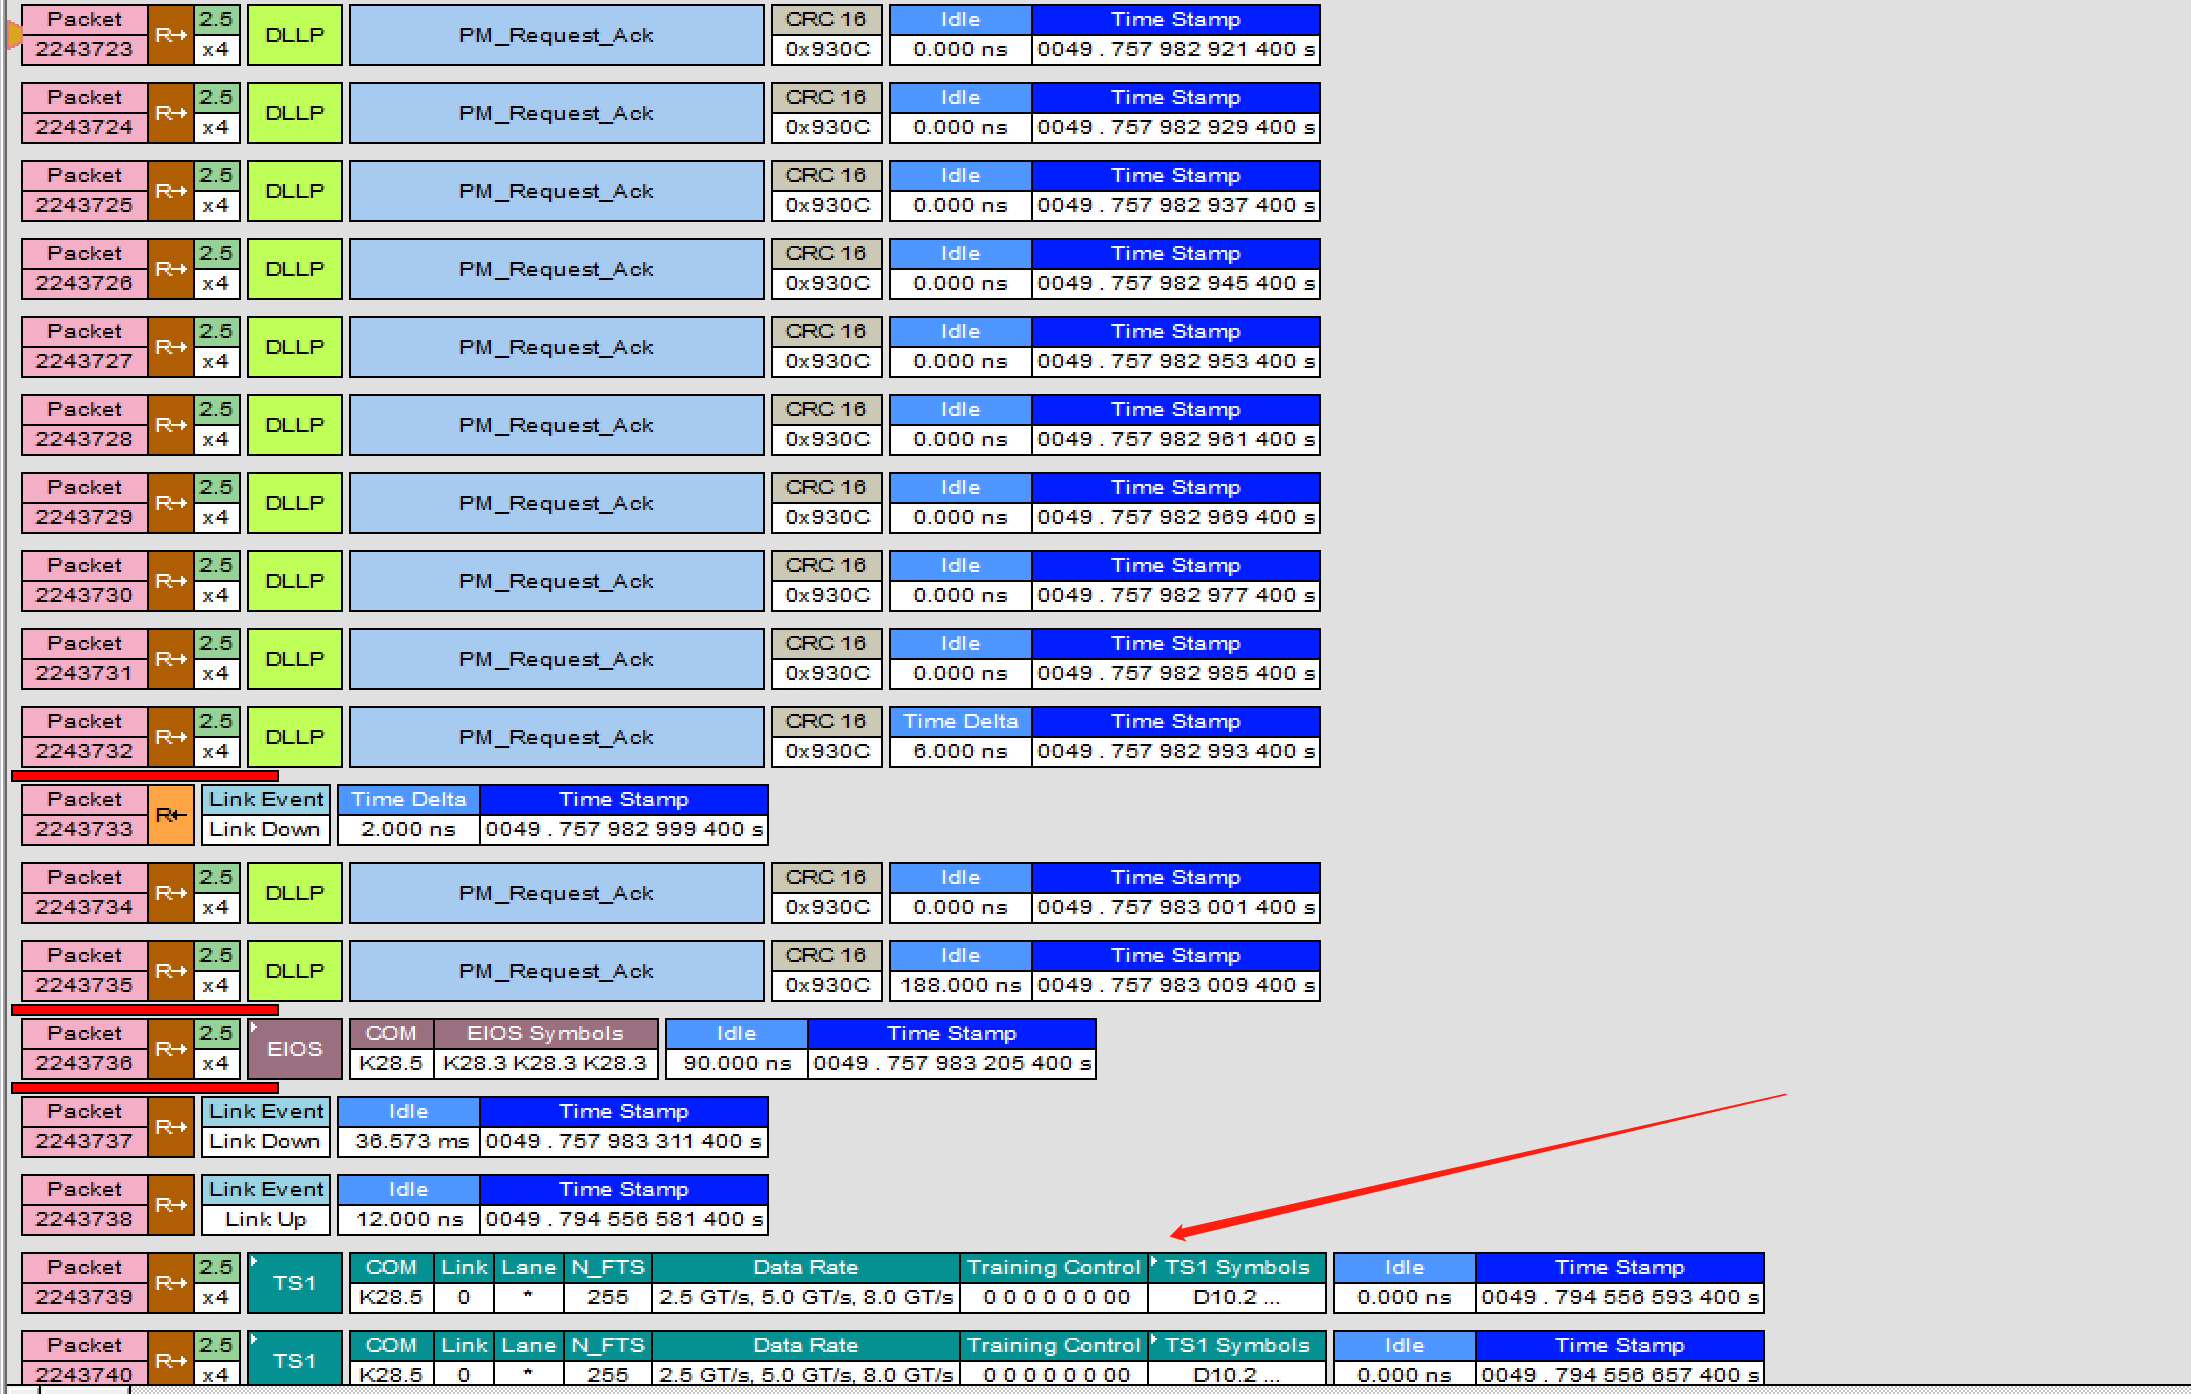 Packet R→ 2.5 DLLP PM_Request_Ack CRC 16 Idle Time Stamp
2243723 x4 0x930C 0.000 ns 0049 . 757 982 921 400 s
Packet R→ 2.5 DLLP PM_Request_Ack CRC 16 Idle Time Stamp
2243724 x4 0x930C 0.000 ns 0049 . 757 982 929 400 s
Packet R→ 2.5 DLLP PM_Request_Ack CRC 16 Idle Time Stamp
2243725 x4 0x930C 0.000 ns 0049 . 757 982 937 400 s
Packet R→ 2.5 DLLP PM_Request_Ack CRC 16 Idle Time Stamp
2243726 x4 0x930C 0.000 ns 0049 . 757 982 945 400 s
Packet R→ 2.5 DLLP PM_Request_Ack CRC 16 Idle Time Stamp
2243727 x4 0x930C 0.000 ns 0049 . 757 982 953 400 s
Packet R→ 2.5 DLLP PM_Request_Ack CRC 16 Idle Time Stamp
2243728 x4 0x930C 0.000 ns 0049 . 757 982 961 400 s
Packet R→ 2.5 DLLP PM_Request_Ack CRC 16 Idle Time Stamp
2243729 x4 0x930C 0.000 ns 0049 . 757 982 969 400 s
Packet R→ 2.5 DLLP PM_Request_Ack CRC 16 Idle Time Stamp
2243730 x4 0x930C 0.000 ns 0049 . 757 982 977 400 s
Packet R→ 2.5 DLLP PM_Request_Ack CRC 16 Idle Time Stamp
2243731 x4 0x930C 0.000 ns 0049 . 757 982 985 400 s
Packet R→ 2.5 DLLP PM_Request_Ack CRC 16 Time Delta Time Stamp
2243732 x4 0x930C 6.000 ns 0049 . 757 982 993 400 s
Packet R← Link Event Time Delta Time Stamp
2243733 Link Down 2.000 ns 0049 . 757 982 999 400 s
Packet R→ 2.5 DLLP PM_Request_Ack CRC 16 Idle Time Stamp
2243734 x4 0x930C 0.000 ns 0049 . 757 983 001 400 s
Packet R→ 2.5 DLLP PM_Request_Ack CRC 16 Idle Time Stamp
2243735 x4 0x930C 188.000 ns 0049 . 757 983 009 400 s
Packet R→ 2.5 EIOS COM EIOS Symbols Idle Time Stamp
2243736 x4 K28.5 K28.3 K28.3 K28.3 90.000 ns 0049 . 757 983 205 400 s
Packet R→ Link Event Idle Time Stamp
2243737 Link Down 36.573 ms 0049 . 757 983 311 400 s
Packet R→ Link Event Idle Time Stamp
2243738 Link Up 12.000 ns 0049 . 794 556 581 400 s
Packet R→ 2.5 TS1 COM Link Lane N_FTS Data Rate Training Control TS1 Symbols Idle Time Stamp
2243739 x4 K28.5 0 * 255 2.5 GT/s, 5.0 GT/s, 8.0 GT/s 0 0 0 0 0 0 00 D10.2 ... 0.000 ns 0049 . 794 556 593 400 s
Packet R→ 2.5 TS1 COM Link Lane N_FTS Data Rate Training Control TS1 Symbols Idle Time Stamp
2243740 x4 K28.5 0 * 255 2.5 GT/s, 5.0 GT/s, 8.0 GT/s 0 0 0 0 0 0 00 D10.2 ... 0.000 ns 0049 . 794 556 657 400 s